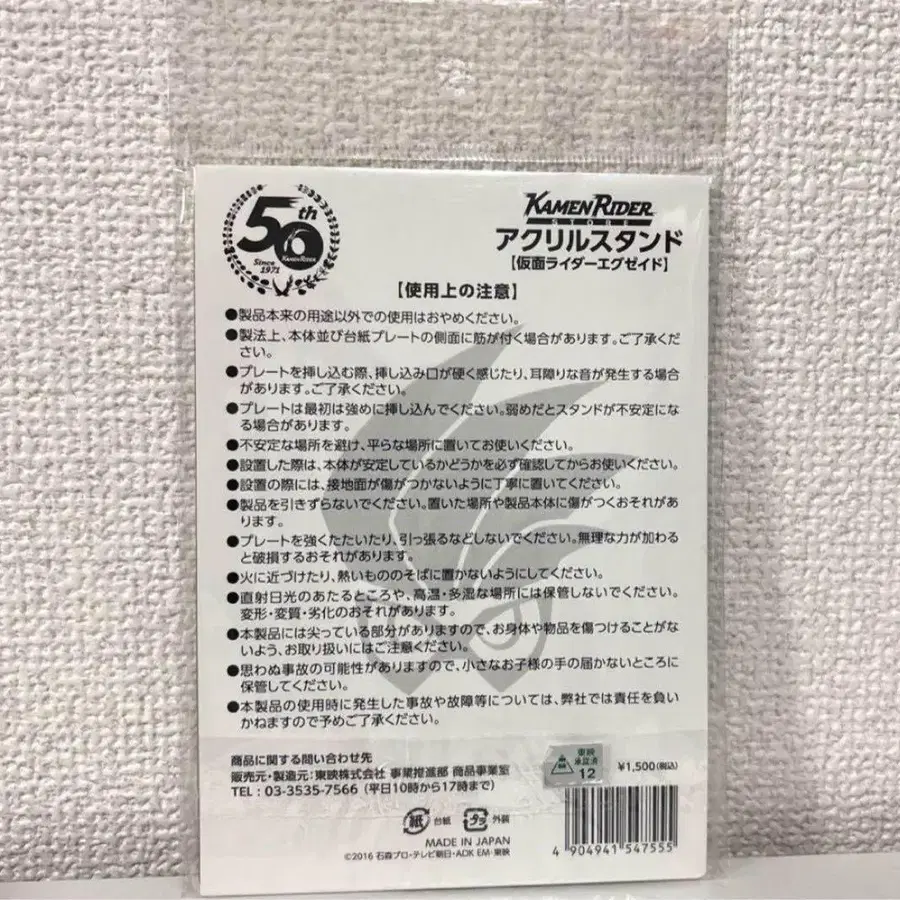 50th
Since 1971
KAMEN RIDER
KAMEN RIDER
STORE
アクリルスタンド
【仮面ライダーエグゼイド】
【使用上の注意】
●製品本来の用途以外での使用はおやめください。
●製法上、本体並び台紙プレートの側面に筋が付く場合があります。ご了承くだ
さい。
●プレートを挿し込む際、挿し込み口が硬く感じたり、耳障りな音が発生する場合
があります。ご了承ください。
●プレートは最初は強めに挿し込んでください。弱めだとスタンドが不安定にな
る場合があります。
●不安定な場所を避け、平らな場所に置いてお使いください。
●設置した際は、本体が安定しているかどうかを必ず確認してからお使いください。
●設置の際には、接地面が傷がつかないように丁寧に置いてください。
●製品を引きずらないでください。置いた場所や製品本体に傷がつくおそれがあ
ります。
●プレートを強くたたいたり、引っ張るなどしないでください。無理な力が加わる
と破損するおそれがあります。
●火に近づけたり、熱いもののそばに置かないようにしてください。
●直射日光のあたるところや、高温・多湿な場所には保管しないでください。
変形・変質・劣化のおそれがあります。
●本製品には尖っている部分がありますので、お身体や物品を傷つけることがな
いよう、お取り扱いにはご注意ください。
●思わぬ事故の可能性がありますので、小さなお子様の手の届かないところに
保管してください。
●本製品の使用時に発生した事故や故障等については、弊社では責任を負い
かねますので予めご了承ください。
商品に関する問い合わせ先
販売元・製造元：東映株式会社 事業推進部 商品事業室
TEL：03-3535-7566（平日10時から17時まで）
東映
承認済
12
¥1,500(税込)
紙 台紙 プラ 外装
MADE IN JAPAN
©2016 石森プロ・テレビ朝日・ADK EM・東映
4 904941 547555